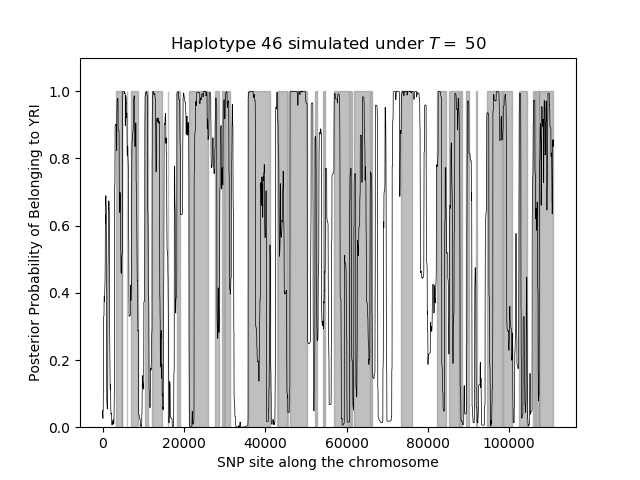 Haplotype 46 simulated under T = 50
Posterior Probability of Belonging to YRI
1.0
0.8
0.6
0.4
0.2
0.0
0 20000 40000 60000 80000 100000
SNP site along the chromosome